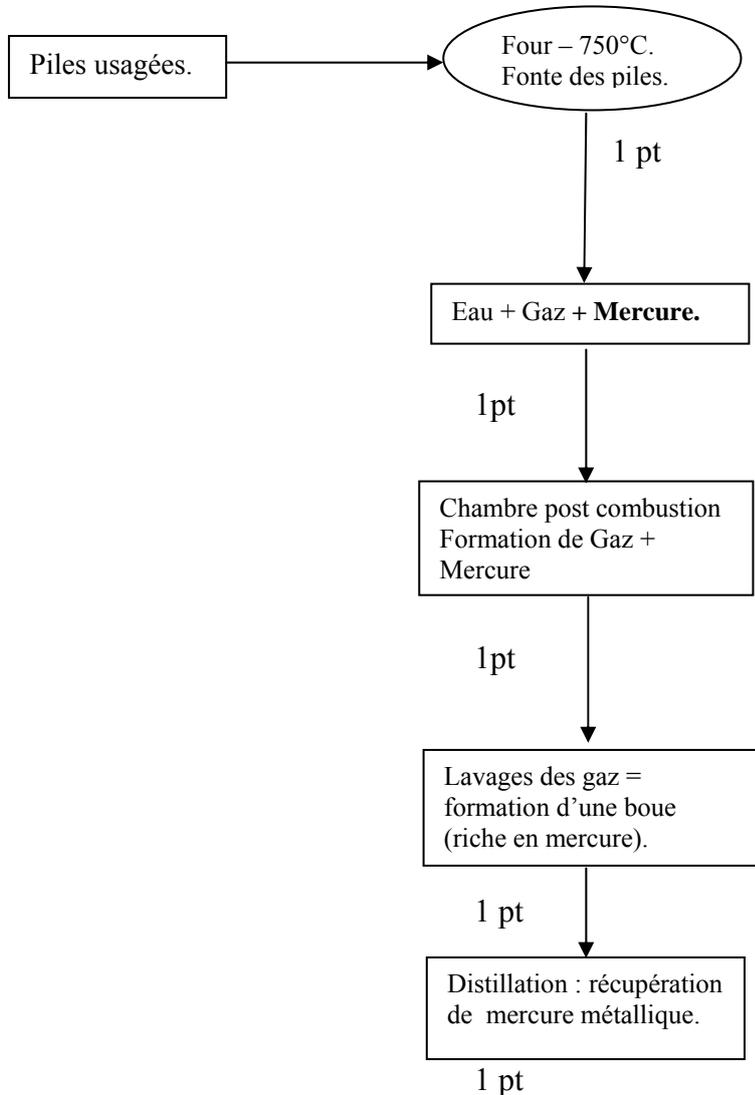 Piles usagées.
Four – 750°C.
Fonte des piles.
1 pt
Eau + Gaz + Mercure.
1pt
Chambre post combustion
Formation de Gaz +
Mercure
1pt
Lavages des gaz =
formation d’une boue
(riche en mercure).
1 pt
Distillation : récupération
de mercure métallique.
1 pt